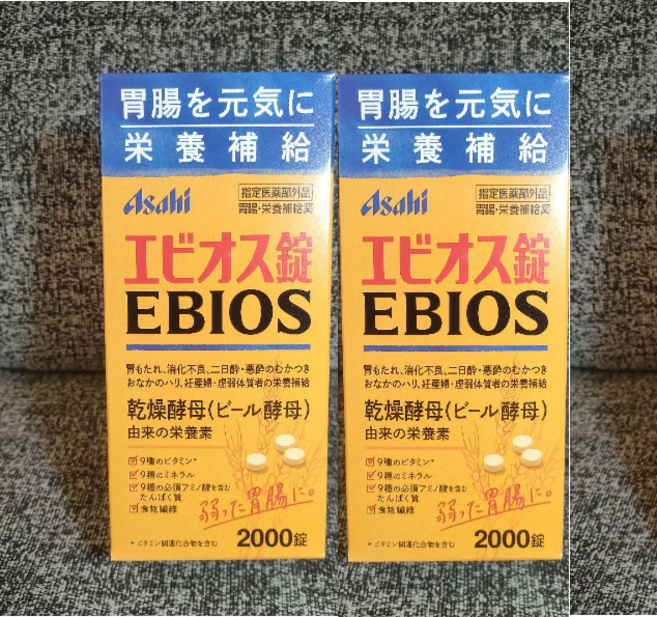 胃腸を元気に
栄養補給
Asahi
指定医薬部外品
胃腸・栄養補給薬
エビオス錠
EBIOS
胃もたれ、消化不良、二日酔・悪酔のむかつき
おなかのハリ、妊産婦・虚弱体質者の栄養補給
乾燥酵母(ビール酵母)
由来の栄養素
9種のビタミン*
9種のミネラル
9種の必須アミノ酸を含む
たんぱく質
食物繊維
弱った胃腸に。
*ビタミン関連化合物を含む
2000錠
胃腸を元気に
栄養補給
Asahi
指定医薬部外品
胃腸・栄養補給薬
エビオス錠
EBIOS
胃もたれ、消化不良、二日酔・悪酔のむかつき
おなかのハリ、妊産婦・虚弱体質者の栄養補給
乾燥酵母(ビール酵母)
由来の栄養素
9種のビタミン*
9種のミネラル
9種の必須アミノ酸を含む
たんぱく質
食物繊維
弱った胃腸に。
*ビタミン関連化合物を含む
2000錠